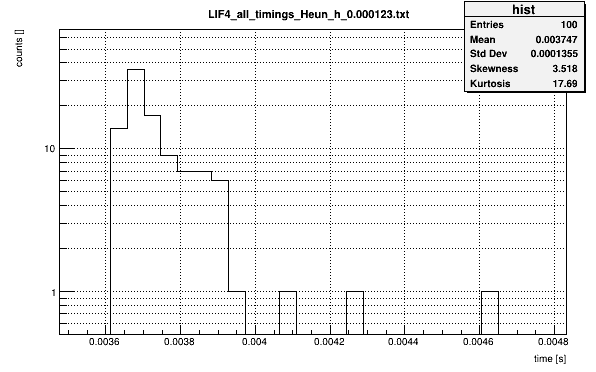 LIF4_all_timings_Heun_h_0.000123.txt
hist
Entries 100
Mean 0.003747
Std Dev 0.0001355
Skewness 3.518
Kurtosis 17.69
counts []
10
1
0.0036 0.0038 0.004 0.0042 0.0044 0.0046 0.0048
time [s]